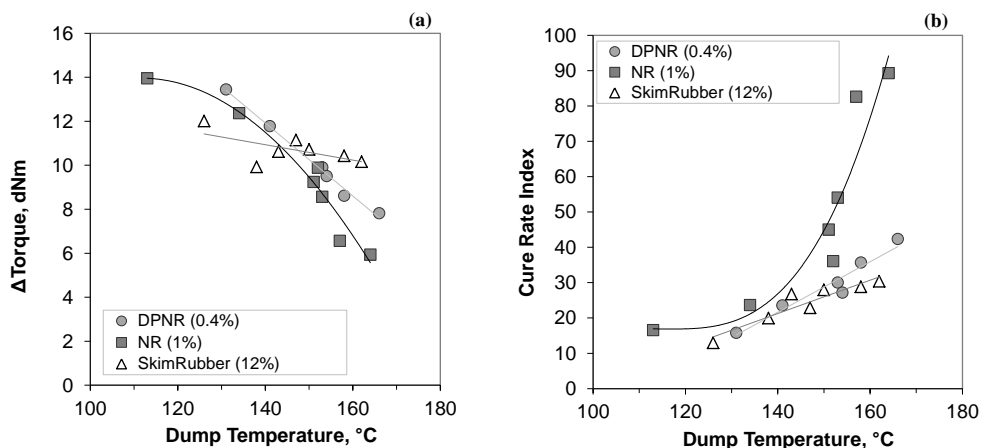 (a)
16
14
12
10
8
6
4
2
0
ΔTorque, dNm
DPNR (0.4%)
NR (1%)
SkimRubber (12%)
100 120 140 160 180
Dump Temperature, °C
(b)
100
90
80
70
60
50
40
30
20
10
0
Cure Rate Index
DPNR (0.4%)
NR (1%)
SkimRubber (12%)
100 120 140 160 180
Dump Temperature, °C